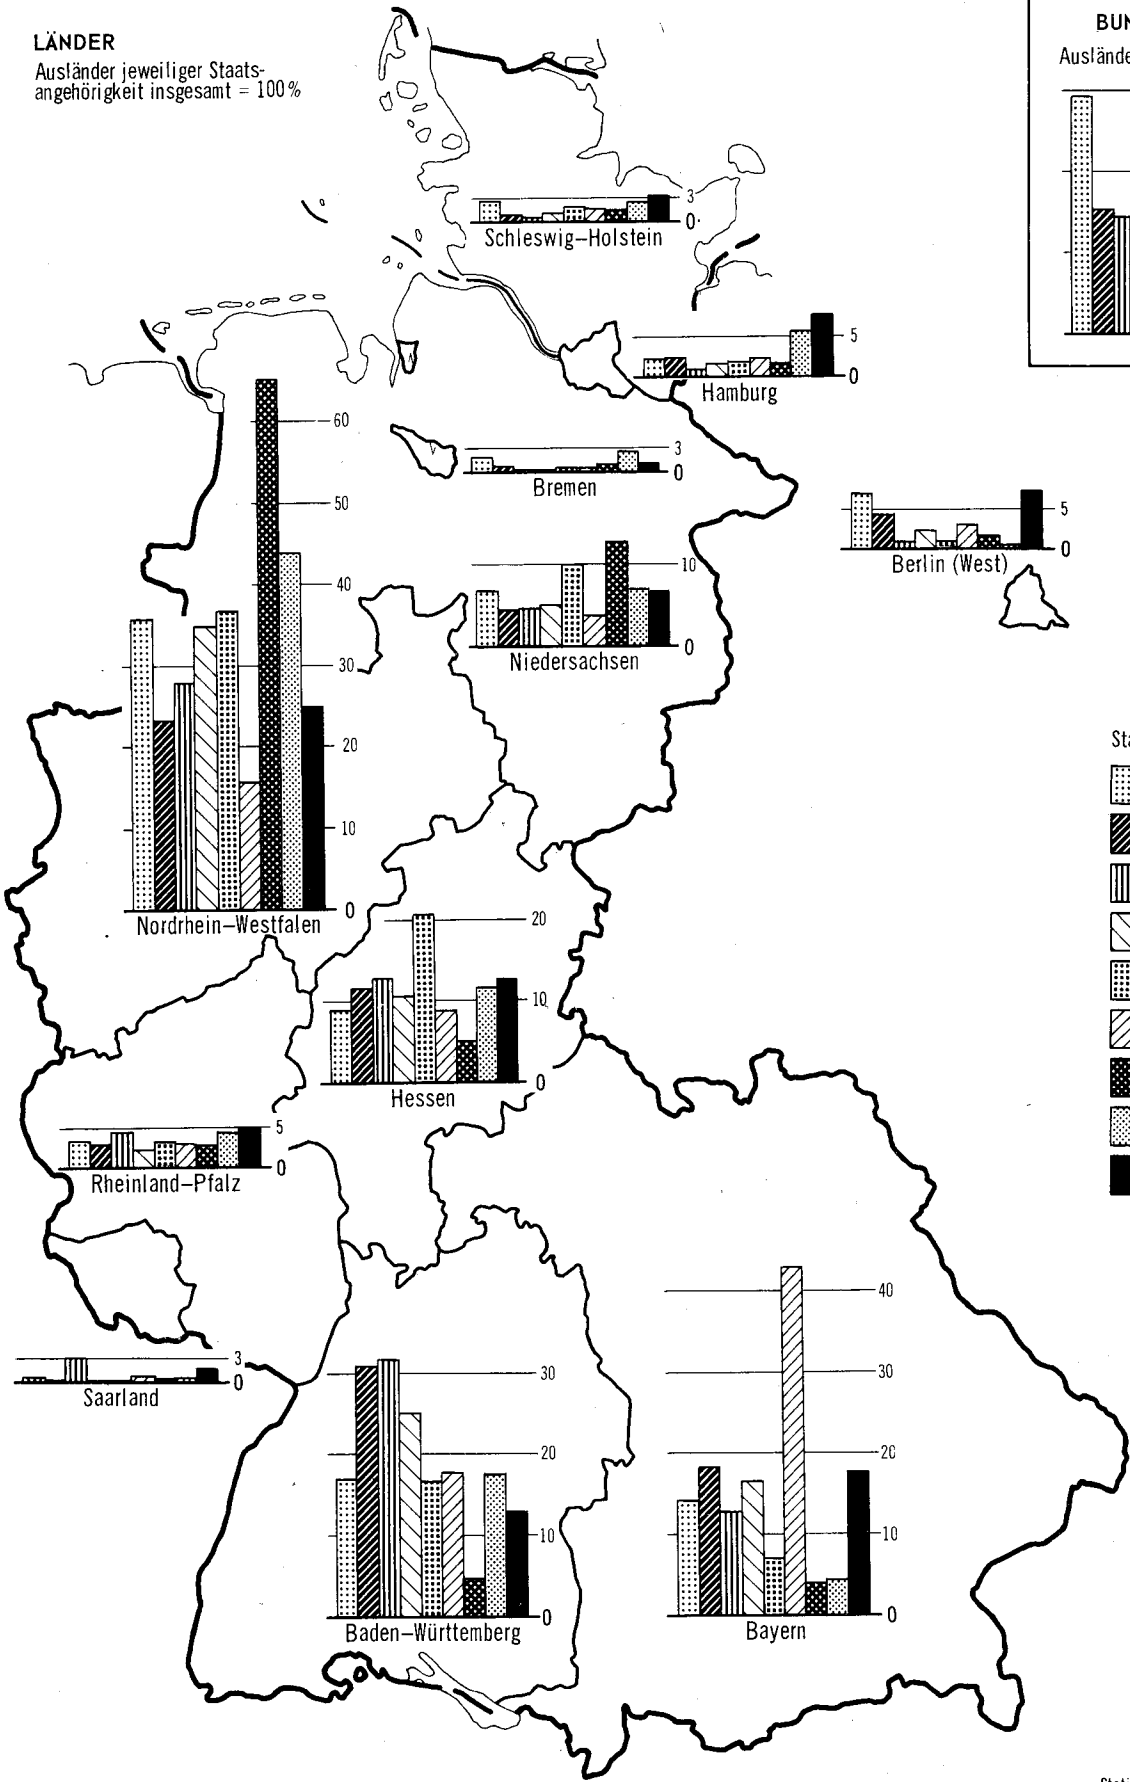 LÄNDER
Ausländer jeweiliger Staats-
angehörigkeit insgesamt = 100%
BUN
Auslände
3
0
Schleswig-Holstein
5
0
Hamburg
3
0
Bremen
5
0
Berlin (West)
10
0
Niedersachsen
60
50
40
30
20
10
0
Nordrhein-Westfalen
Sta
20
10
0
Hessen
5
0
Rheinland-Pfalz
3
0
Saarland
30
20
10
0
Baden-Württemberg
40
30
20
10
0
Bayern